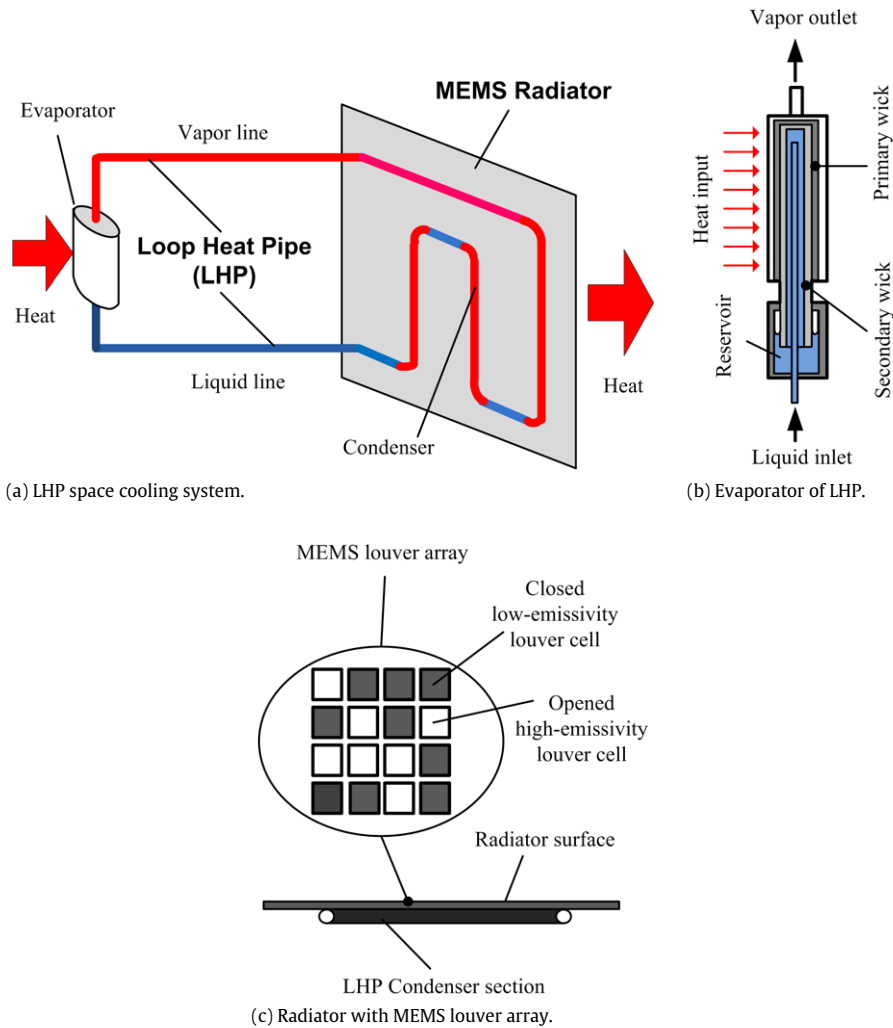 Evaporator
Vapor line
MEMS Radiator
Heat
Loop Heat Pipe
(LHP)
Liquid line
Condenser
Heat
(a) LHP space cooling system.
Vapor outlet
Heat input
Primary wick
Reservoir
Secondary wick
Liquid inlet
(b) Evaporator of LHP.
MEMS louver array
Closed
low-emissivity
louver cell
Opened
high-emissivity
louver cell
Radiator surface
LHP Condenser section
(c) Radiator with MEMS louver array.